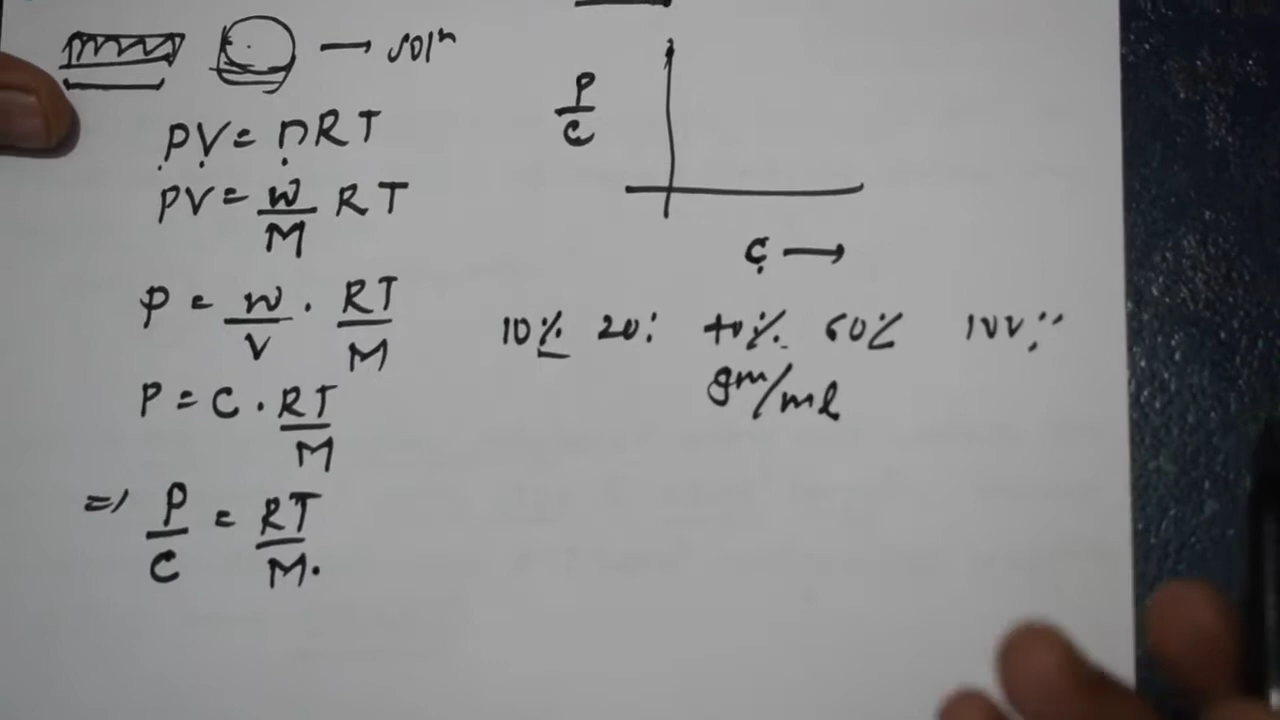 → solⁿ
PV = nRT
PV = w/M RT
P = w/V . RT/M
P = C . RT/M
=> P/C = RT/M.
P/C
C →
10% 20% 40% 60% 100%
gm/ml